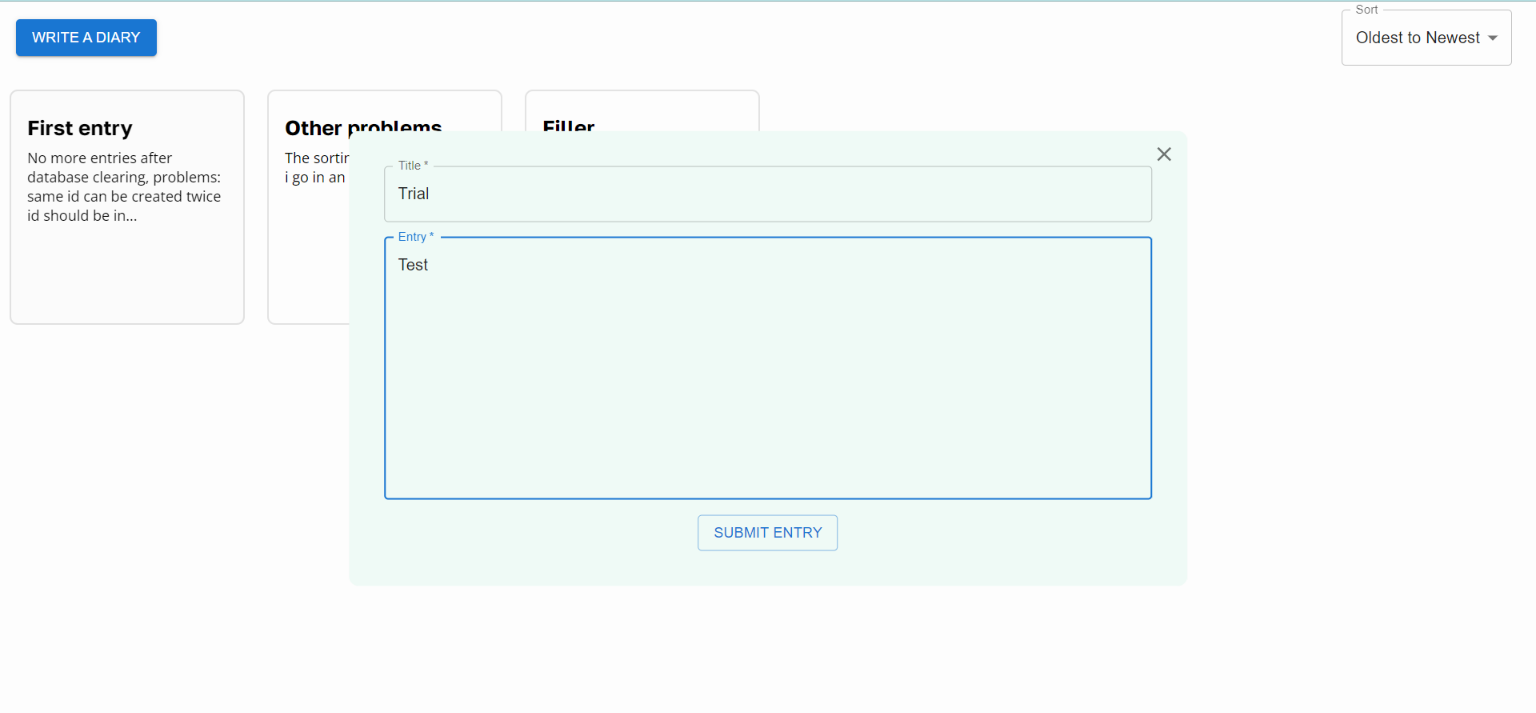 WRITE A DIARY
Sort
Oldest to Newest
First entry
No more entries after
database clearing, problems:
same id can be created twice
id should be in...
Other problems
The sortin
i go in an
Filler
Title *
Trial
Entry *
Test
SUBMIT ENTRY